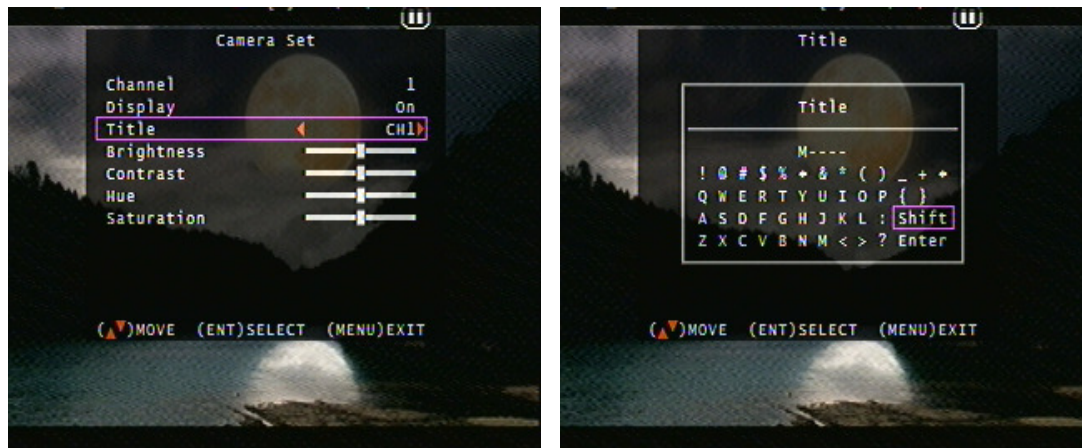 Camera Set
Channel 1
Display On
Title CH1
Brightness
Contrast
Hue
Saturation
(▲▼)MOVE (ENT)SELECT (MENU)EXIT
Title
Title
M----
! @ # $ % ^ & * ( ) _ + ←
Q W E R T Y U I O P { }
A S D F G H J K L : Shift
Z X C V B N M < > ? Enter
(▲▼)MOVE (ENT)SELECT (MENU)EXIT